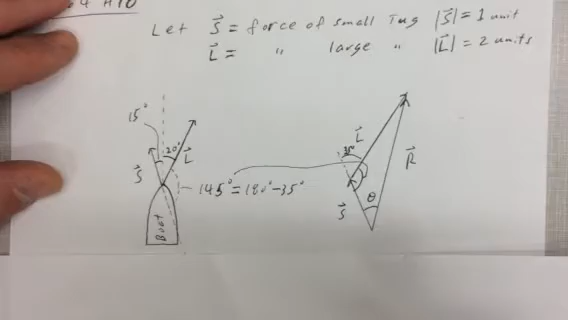 Let S⃗ = force of small Tug |S⃗| = 1 unit
L⃗ = " large " |L⃗| = 2 units
15°
20°
L⃗
S⃗
Boat
145° = 180° - 35°
35°
L⃗
R⃗
S⃗
θ